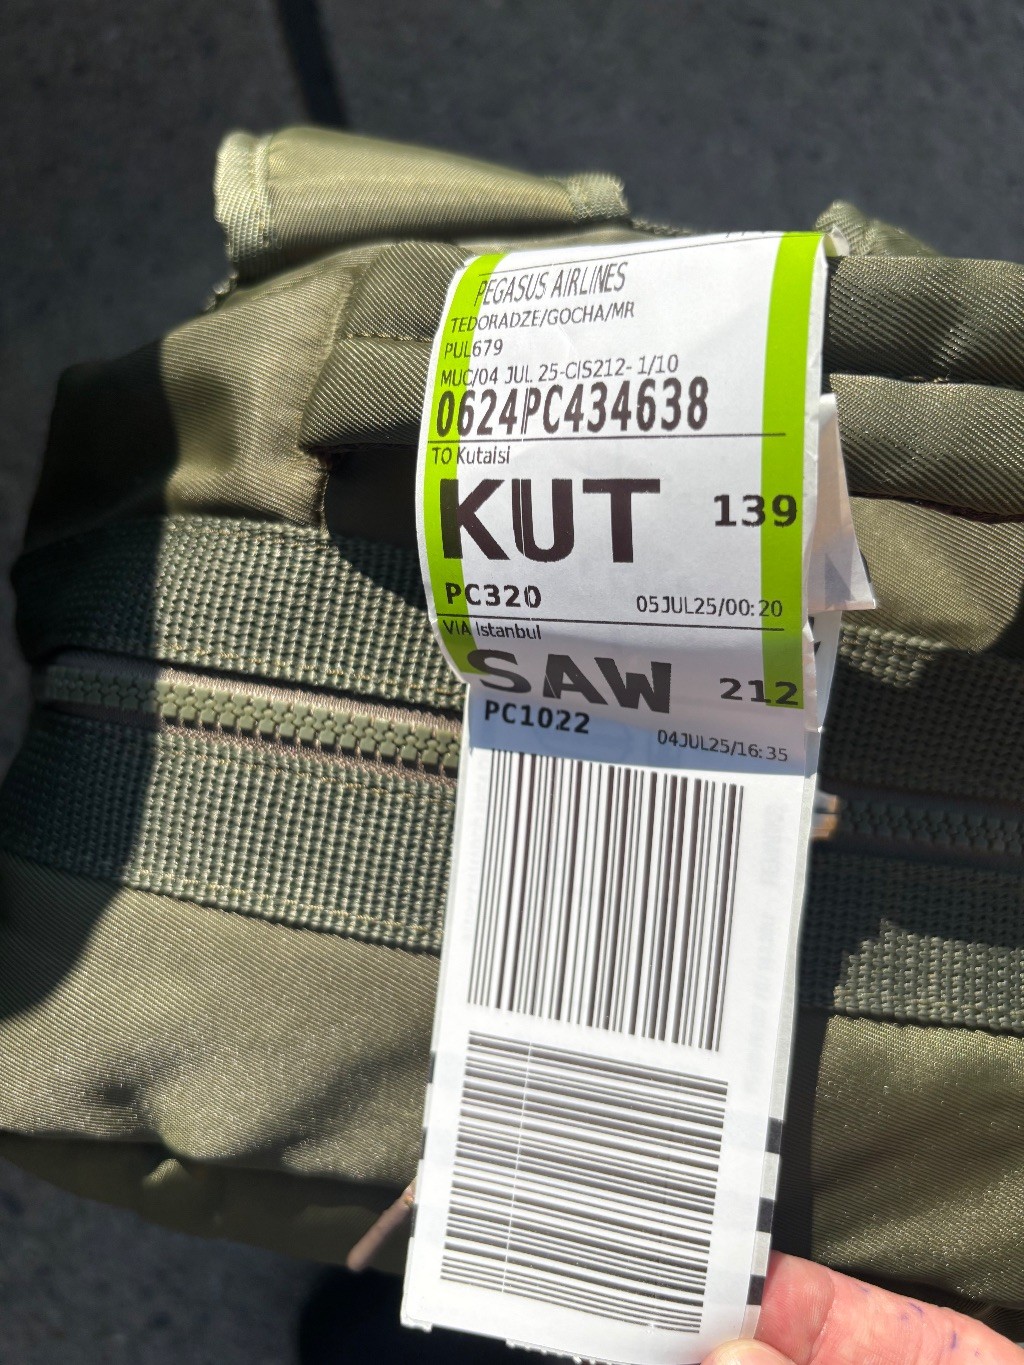 PEGASUS AIRLINES
TEDORADZE/GOCHA/MR
PUL679
MUC/04 JUL 25-CIS212- 1/10
0624PC434638
TO Kutaisi
KUT 139
PC320 05JUL25/00:20
VIA Istanbul
SAW 212
PC1022 04JUL25/16:35